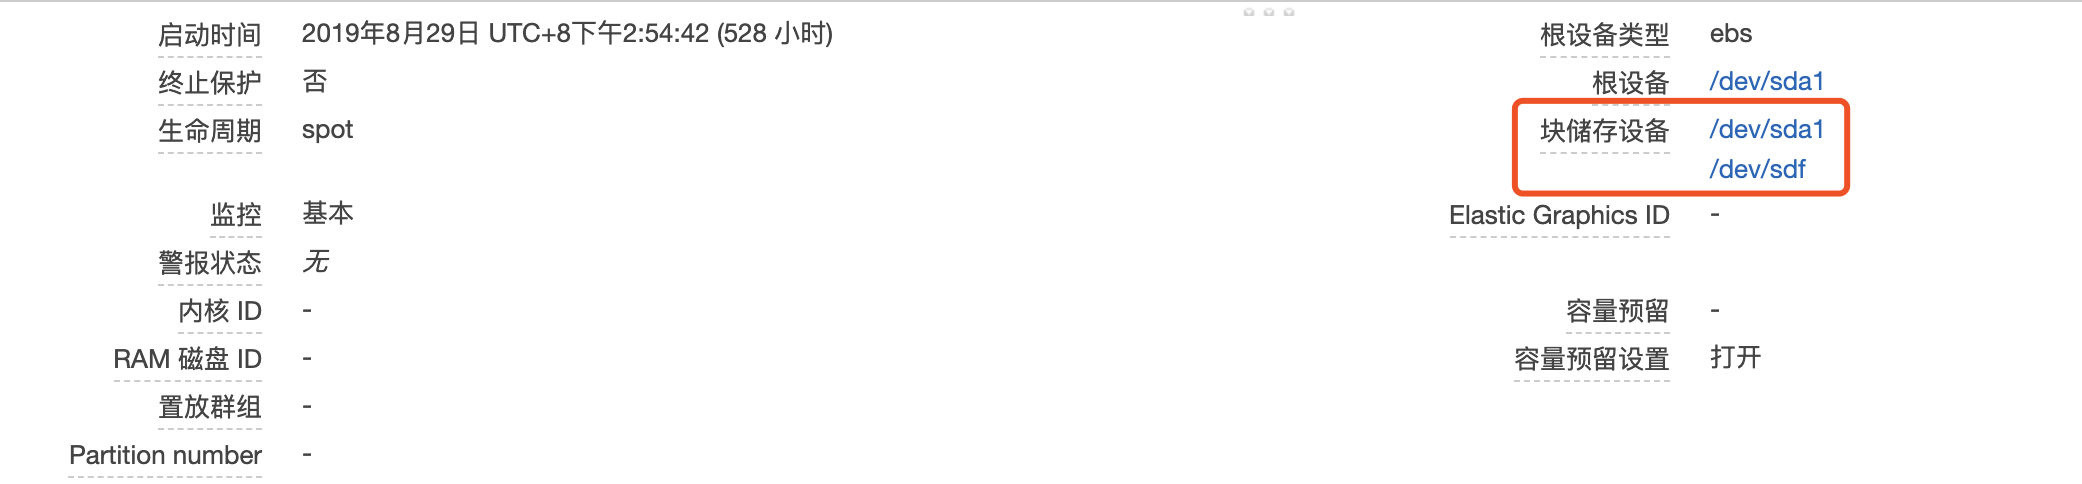 启动时间 2019年8月29日 UTC+8下午2:54:42 (528 小时)
终止保护 否
生命周期 spot
监控 基本
警报状态 无
内核 ID -
RAM 磁盘 ID -
置放群组 -
Partition number -
根设备类型 ebs
根设备 /dev/sda1
块储存设备 /dev/sda1
/dev/sdf
Elastic Graphics ID -
容量预留 -
容量预留设置 打开